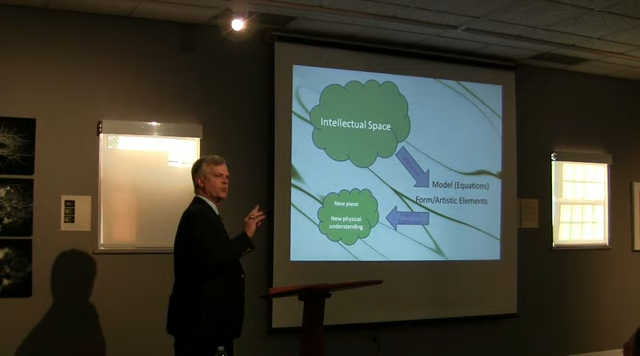 Intellectual Space
Model (Equations)
Form/Artistic Elements
New piece
New physical
understanding